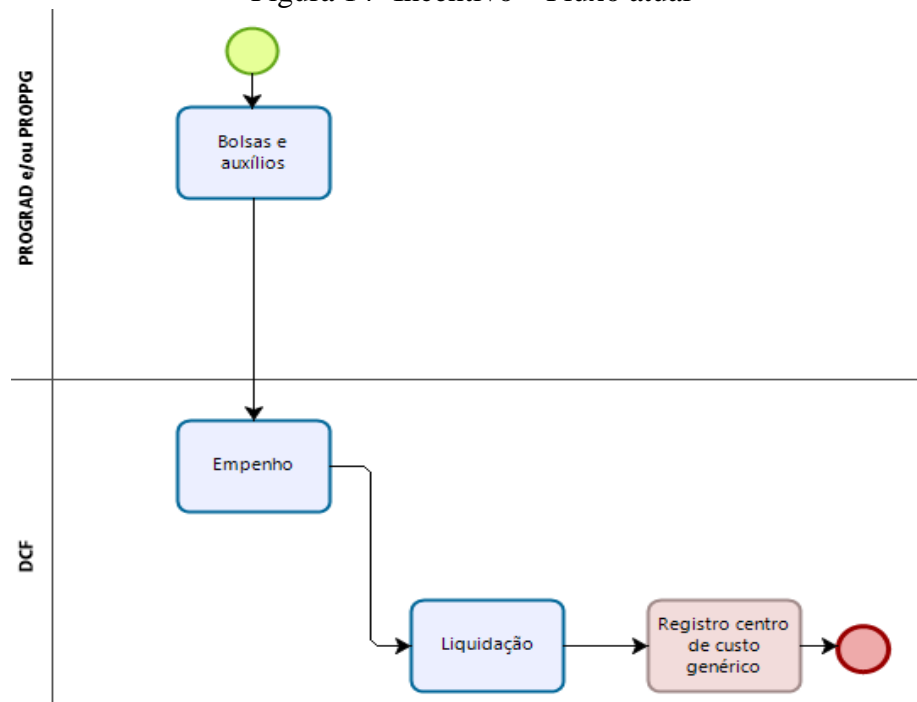 PROGRAD e/ou PROPPG
Bolsas e
auxílios
DCF
Empenho
Liquidação
Registro centro
de custo
genérico